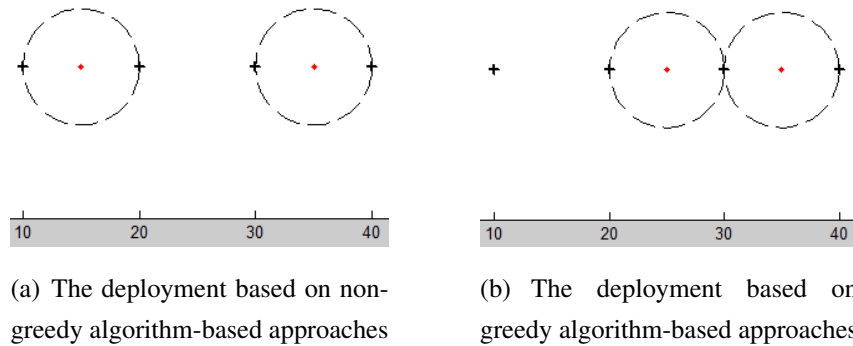 10 20 30 40
10 20 30 40
(a) The deployment based on non-
greedy algorithm-based approaches
(b) The deployment based on
greedy algorithm-based approaches